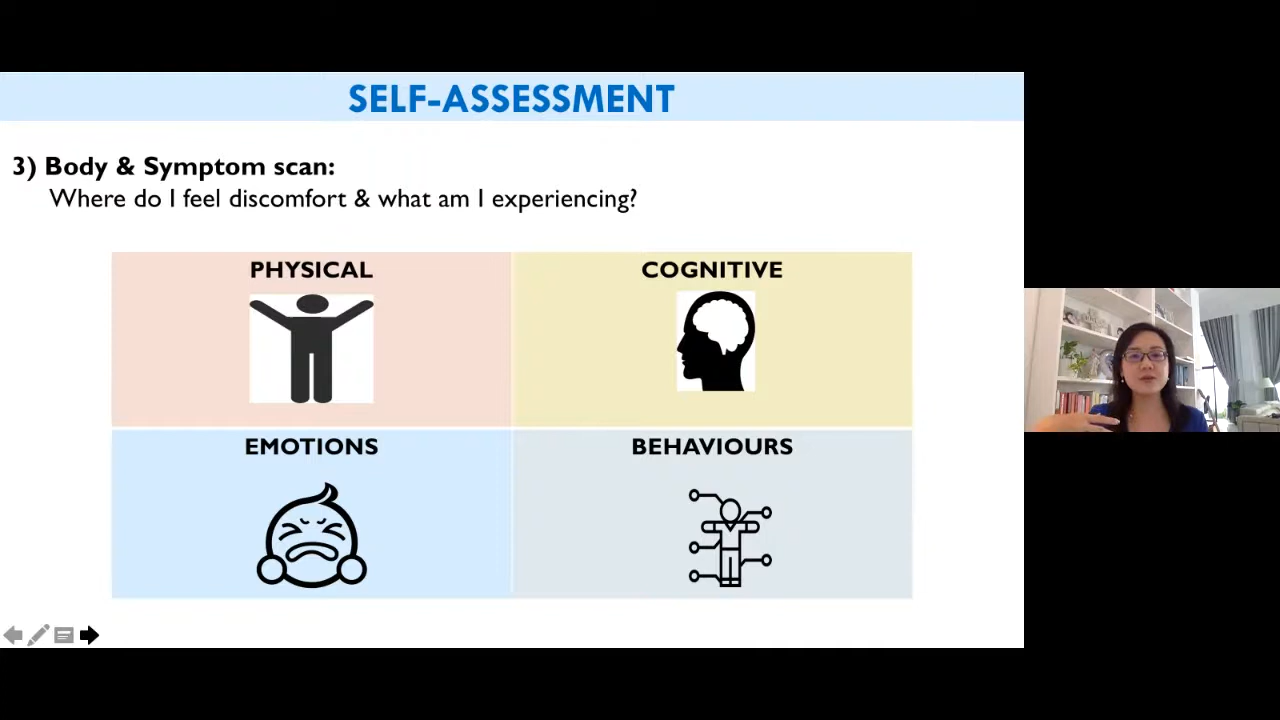 SELF-ASSESSMENT
3) Body & Symptom scan:
Where do I feel discomfort & what am I experiencing?
PHYSICAL
COGNITIVE
EMOTIONS
BEHAVIOURS